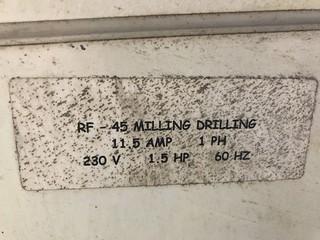 RF - 45 MILLING DRILLING
11.5 AMP 1 PH
230 V 1.5 HP 60 HZ